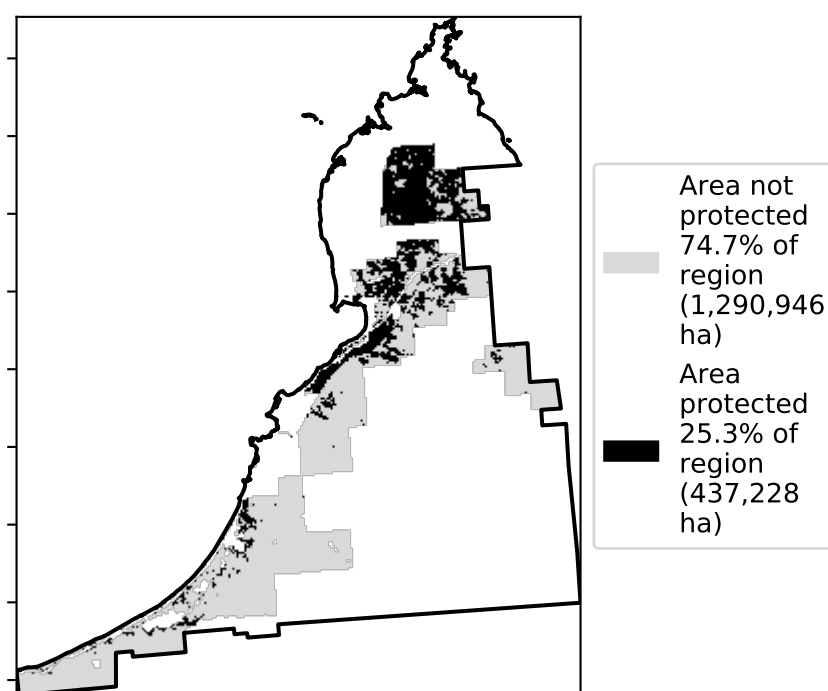 Area not
protected
74.7% of
region
(1,290,946
ha)
Area
protected
25.3% of
region
(437,228
ha)